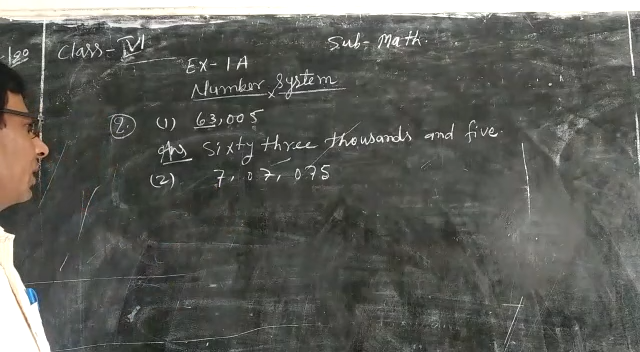 Class - VI Sub - Math.
Ex - 1A
Number System
2. (1) 63,005
Ans Sixty three thousands and five.
(2) 7,07,075